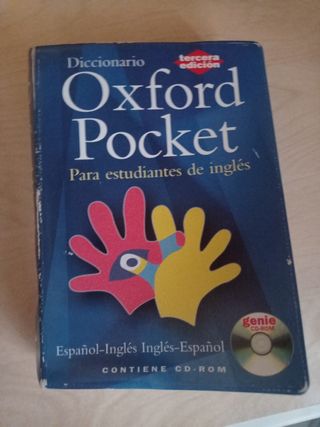 Diccionario
tercera
edición
Oxford
Pocket
Para estudiantes de inglés
genie
CD-ROM
Español-Inglés Inglés-Español
CONTIENE CD-ROM